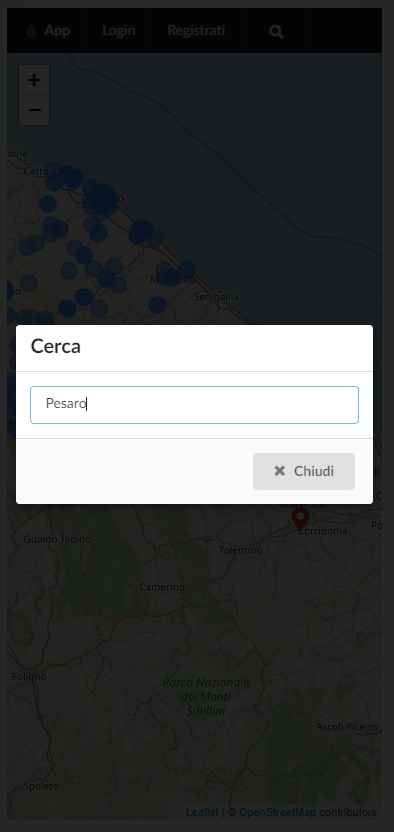 App Login Registrati
+
−
Senigallia
Cerca
Pesaro
Chiudi
Corridonia
Gualdo Tadino
Tolentino
Camerino
Foligno
Parco Nazionale
dei Monti
Sibillini
Ascoli Piceno
Spoleto
Leaflet | © OpenStreetMap contributors